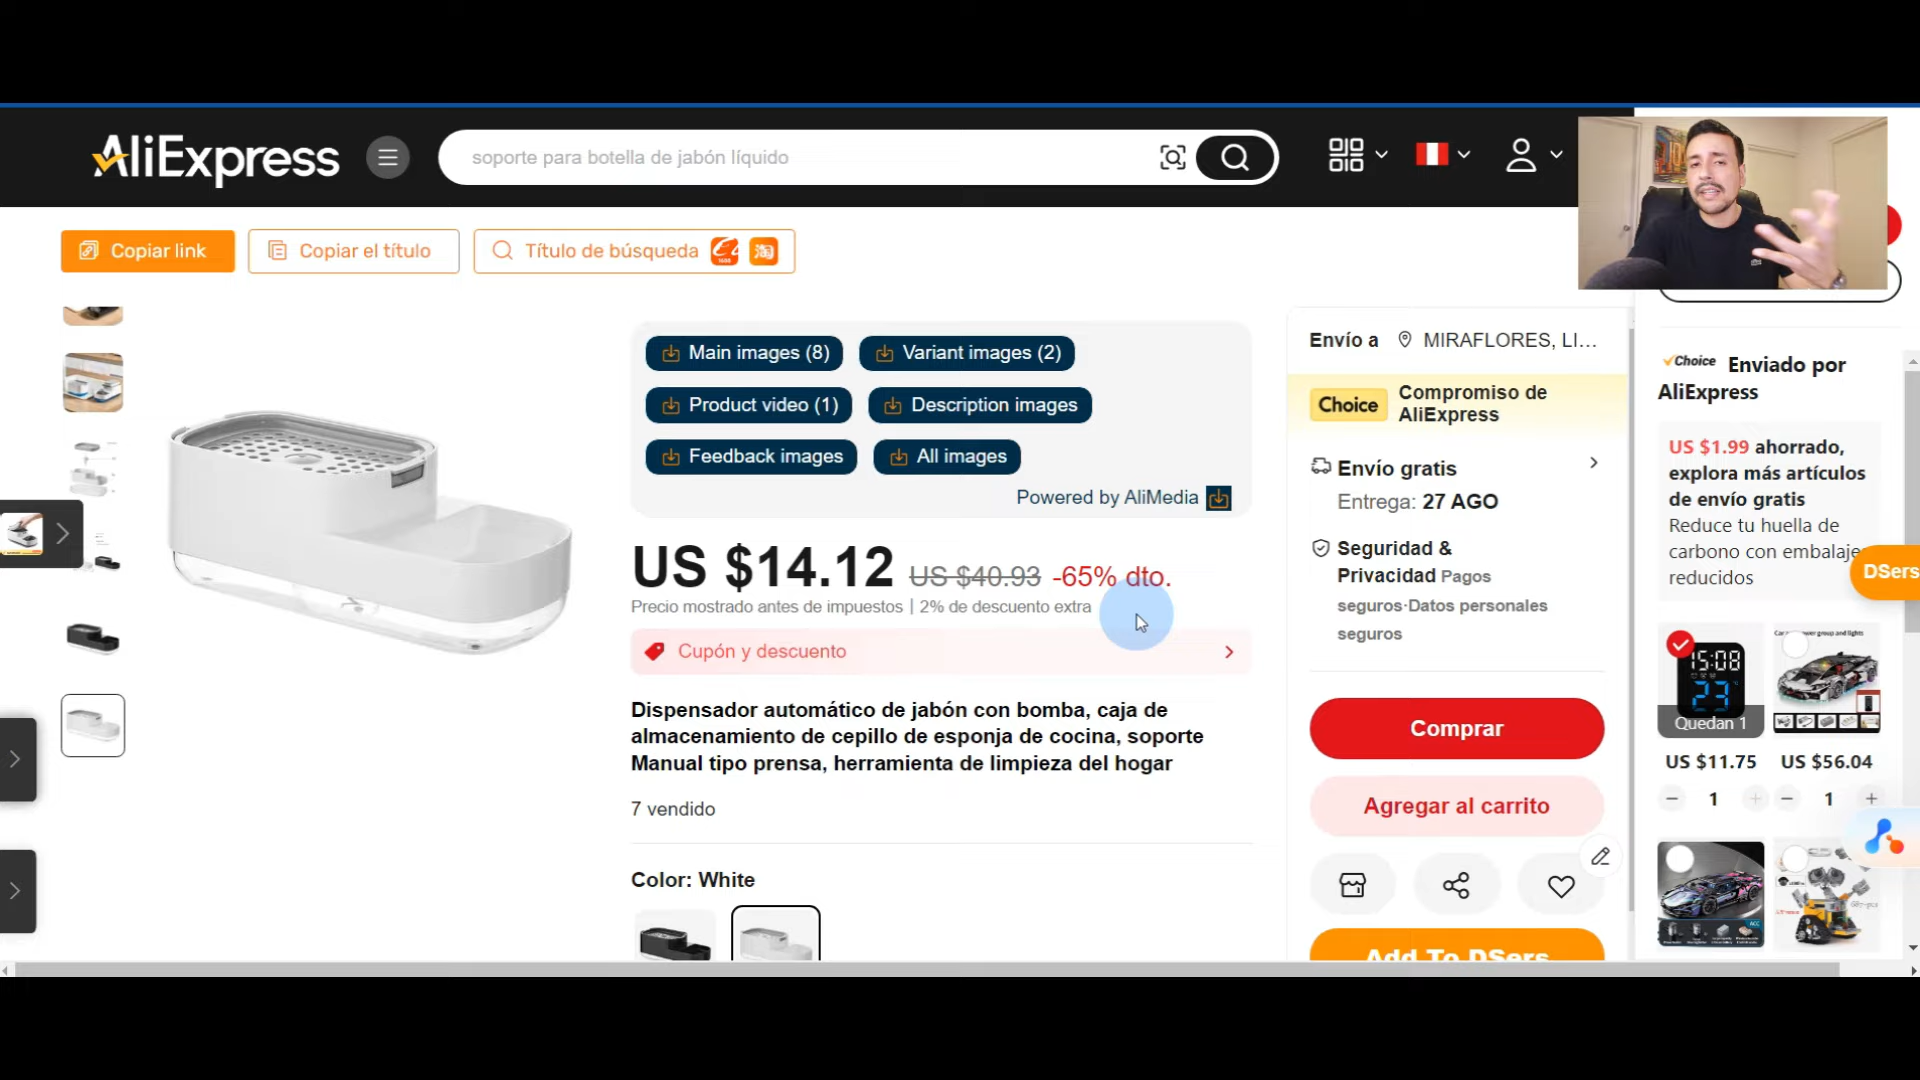 AliExpress
soporte para botella de jabón líquido
Copiar link
Copiar el título
Título de búsqueda
1688
Main images (8)
Variant images (2)
Product video (1)
Description images
Feedback images
All images
Powered by AliMedia
US $14.12 US $40.93 -65% dto.
Precio mostrado antes de impuestos | 2% de descuento extra
Cupón y descuento
Dispensador automático de jabón con bomba, caja de
almacenamiento de cepillo de esponja de cocina, soporte
Manual tipo prensa, herramienta de limpieza del hogar
7 vendido
Color: White
Envío a MIRAFLORES, LI...
Choice Compromiso de
AliExpress
Envío gratis
Entrega: 27 AGO
Seguridad &
Privacidad Pagos
seguros·Datos personales
seguros
Comprar
Agregar al carrito
Add To DSers
Choice Enviado por
AliExpress
US $1.99 ahorrado,
explora más artículos
de envío gratis
Reduce tu huella de
carbono con embalaje
reducidos
DSers
15:08
23
Quedan 1
US $11.75 US $56.04
1 1